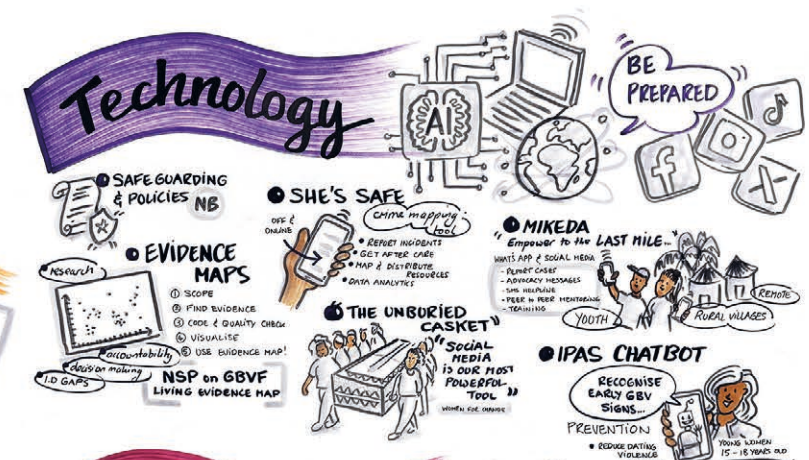 Technology
AI
BE
PREPARED
SAFEGUARDING
& POLICIES NB
EVIDENCE
MAPS
research
① SCOPE
② FIND EVIDENCE
③ CODE & QUALITY CHECK
④ VISUALISE
⑤ USE EVIDENCE MAP!
accountability
decision making
I.D GAPS
NSP on GBVF
LIVING EVIDENCE MAP
SHE'S SAFE
crime mapping
tool
OFF &
ONLINE
• REPORT INCIDENTS
• GET AFTER CARE
• MAP & DISTRIBUTE
RESOURCES
• DATA ANALYTICS
THE UNBURIED
CASKET"
"SOCIAL
MEDIA
IS OUR MOST
POWERFUL
TOOL"
WOMEN FOR CHANGE
MIKEDA
"Empower to the LAST MILE..."
WHAT'S APP & SOCIAL MEDIA
- REPORT CASES
- ADVOCACY MESSAGES
- SMS HELPLINE
- PEER to PEER MENTORING
- TRAINING
YOUTH
REMOTE
RURAL VILLAGES
IPAS CHATBOT
RECOGNISE
EARLY GBV
SIGNS...
PREVENTION
• REDUCE DATING
VIOLENCE
YOUNG WOMEN
15 - 18 YEARS OLD